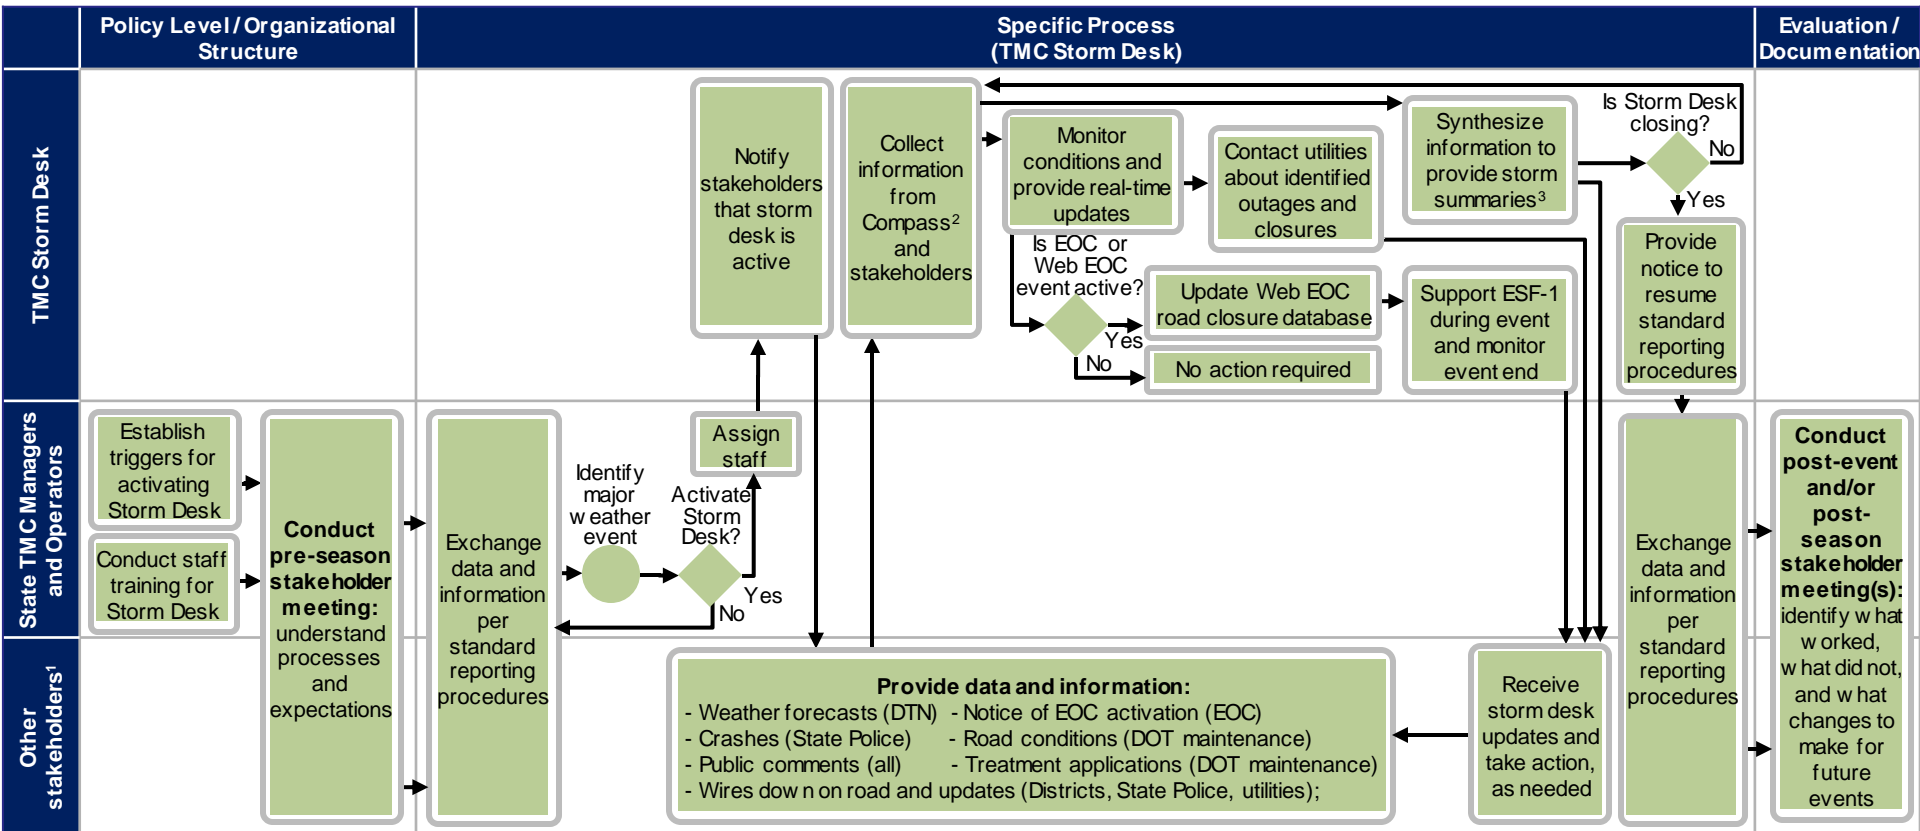 Policy Level / Organizational
Structure
Specific Process
(TMC Storm Desk)
Evaluation /
Documentation
TMC Storm Desk
Notify
stakeholders
that storm
desk is
active
Collect
information
from
Compass²
and
stakeholders
Monitor
conditions and
provide real-time
updates
Contact utilities
about identified
outages and
closures
Synthesize
information to
provide storm
summaries³
Is Storm Desk
closing?
No
Yes
Is EOC or
Web EOC
event active?
Yes
No
Update Web EOC
road closure database
No action required
Support ESF-1
during event
and monitor
event end
Provide
notice to
resume
standard
reporting
procedures
State TMC Managers
and Operators
Establish
triggers for
activating
Storm Desk
Conduct staff
training for
Storm Desk
Conduct
pre-season
stakeholder
meeting:
understand
processes
and
expectations
Exchange
data and
information
per
standard
reporting
procedures
Identify
major
weather
event
Activate
Storm
Desk?
Yes
No
Assign
staff
Exchange
data and
information
per
standard
reporting
procedures
Conduct
post-event
and/or
post-
season
stakeholder
meeting(s):
identify what
worked,
what did not,
and what
changes to
make for
future
events
Other
stakeholders¹
Provide data and information:
- Weather forecasts (DTN) - Notice of EOC activation (EOC)
- Crashes (State Police) - Road conditions (DOT maintenance)
- Public comments (all) - Treatment applications (DOT maintenance)
- Wires down on road and updates (Districts, State Police, utilities);
Receive
storm desk
updates and
take action,
as needed